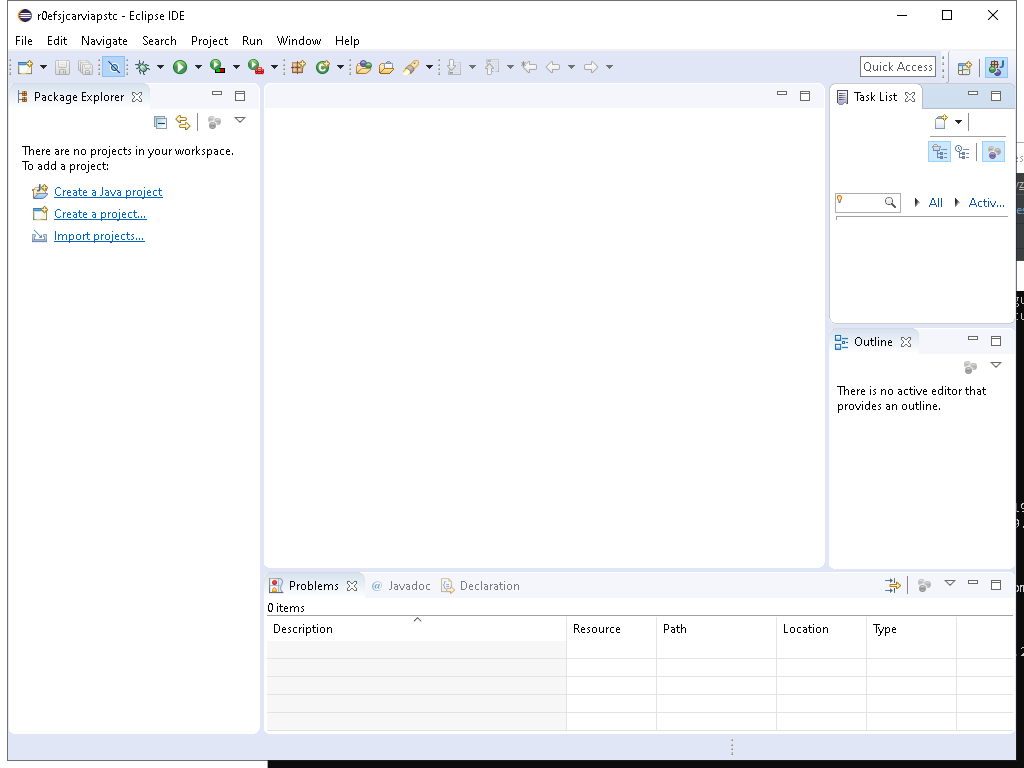 r0efsjcarviapstc - Eclipse IDE
File Edit Navigate Search Project Run Window Help
Quick Access
Package Explorer
Task List
There are no projects in your workspace.
To add a project:
Create a Java project
Create a project...
Import projects...
All Activ...
Outline
There is no active editor that
provides an outline.
Problems @ Javadoc Declaration
0 items
Description Resource Path Location Type